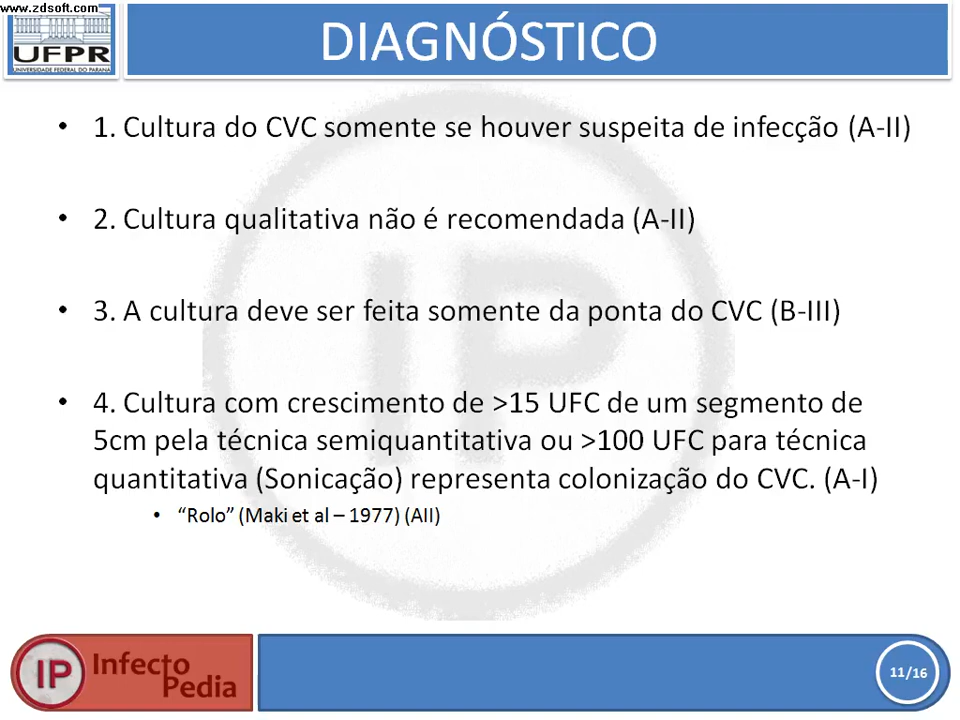 www.zdsoft.com
UFPR
UNIVERSIDADE FEDERAL DO PARANÁ
DIAGNÓSTICO
• 1. Cultura do CVC somente se houver suspeita de infecção (A-II)
• 2. Cultura qualitativa não é recomendada (A-II)
• 3. A cultura deve ser feita somente da ponta do CVC (B-III)
• 4. Cultura com crescimento de >15 UFC de um segmento de
5cm pela técnica semiquantitativa ou >100 UFC para técnica
quantitativa (Sonicação) representa colonização do CVC. (A-I)
• “Rolo” (Maki et al – 1977) (AII)
IP
IP
Infecto
Pedia
11/16